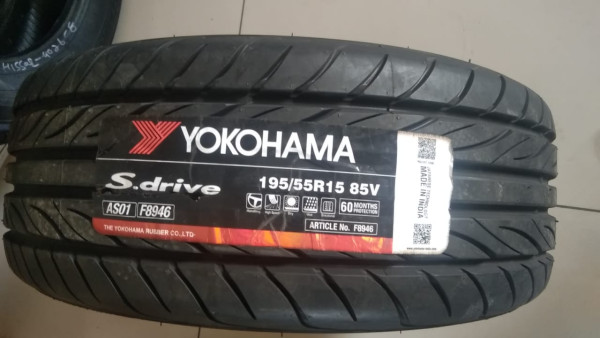 YOKOHAMA
S.drive
195/55R15 85V
AS01 F8946
60 MONTHS
PROTECTION
ARTICLE No. F8946
THE YOKOHAMA RUBBER CO.,LTD.
MADE IN INDIA